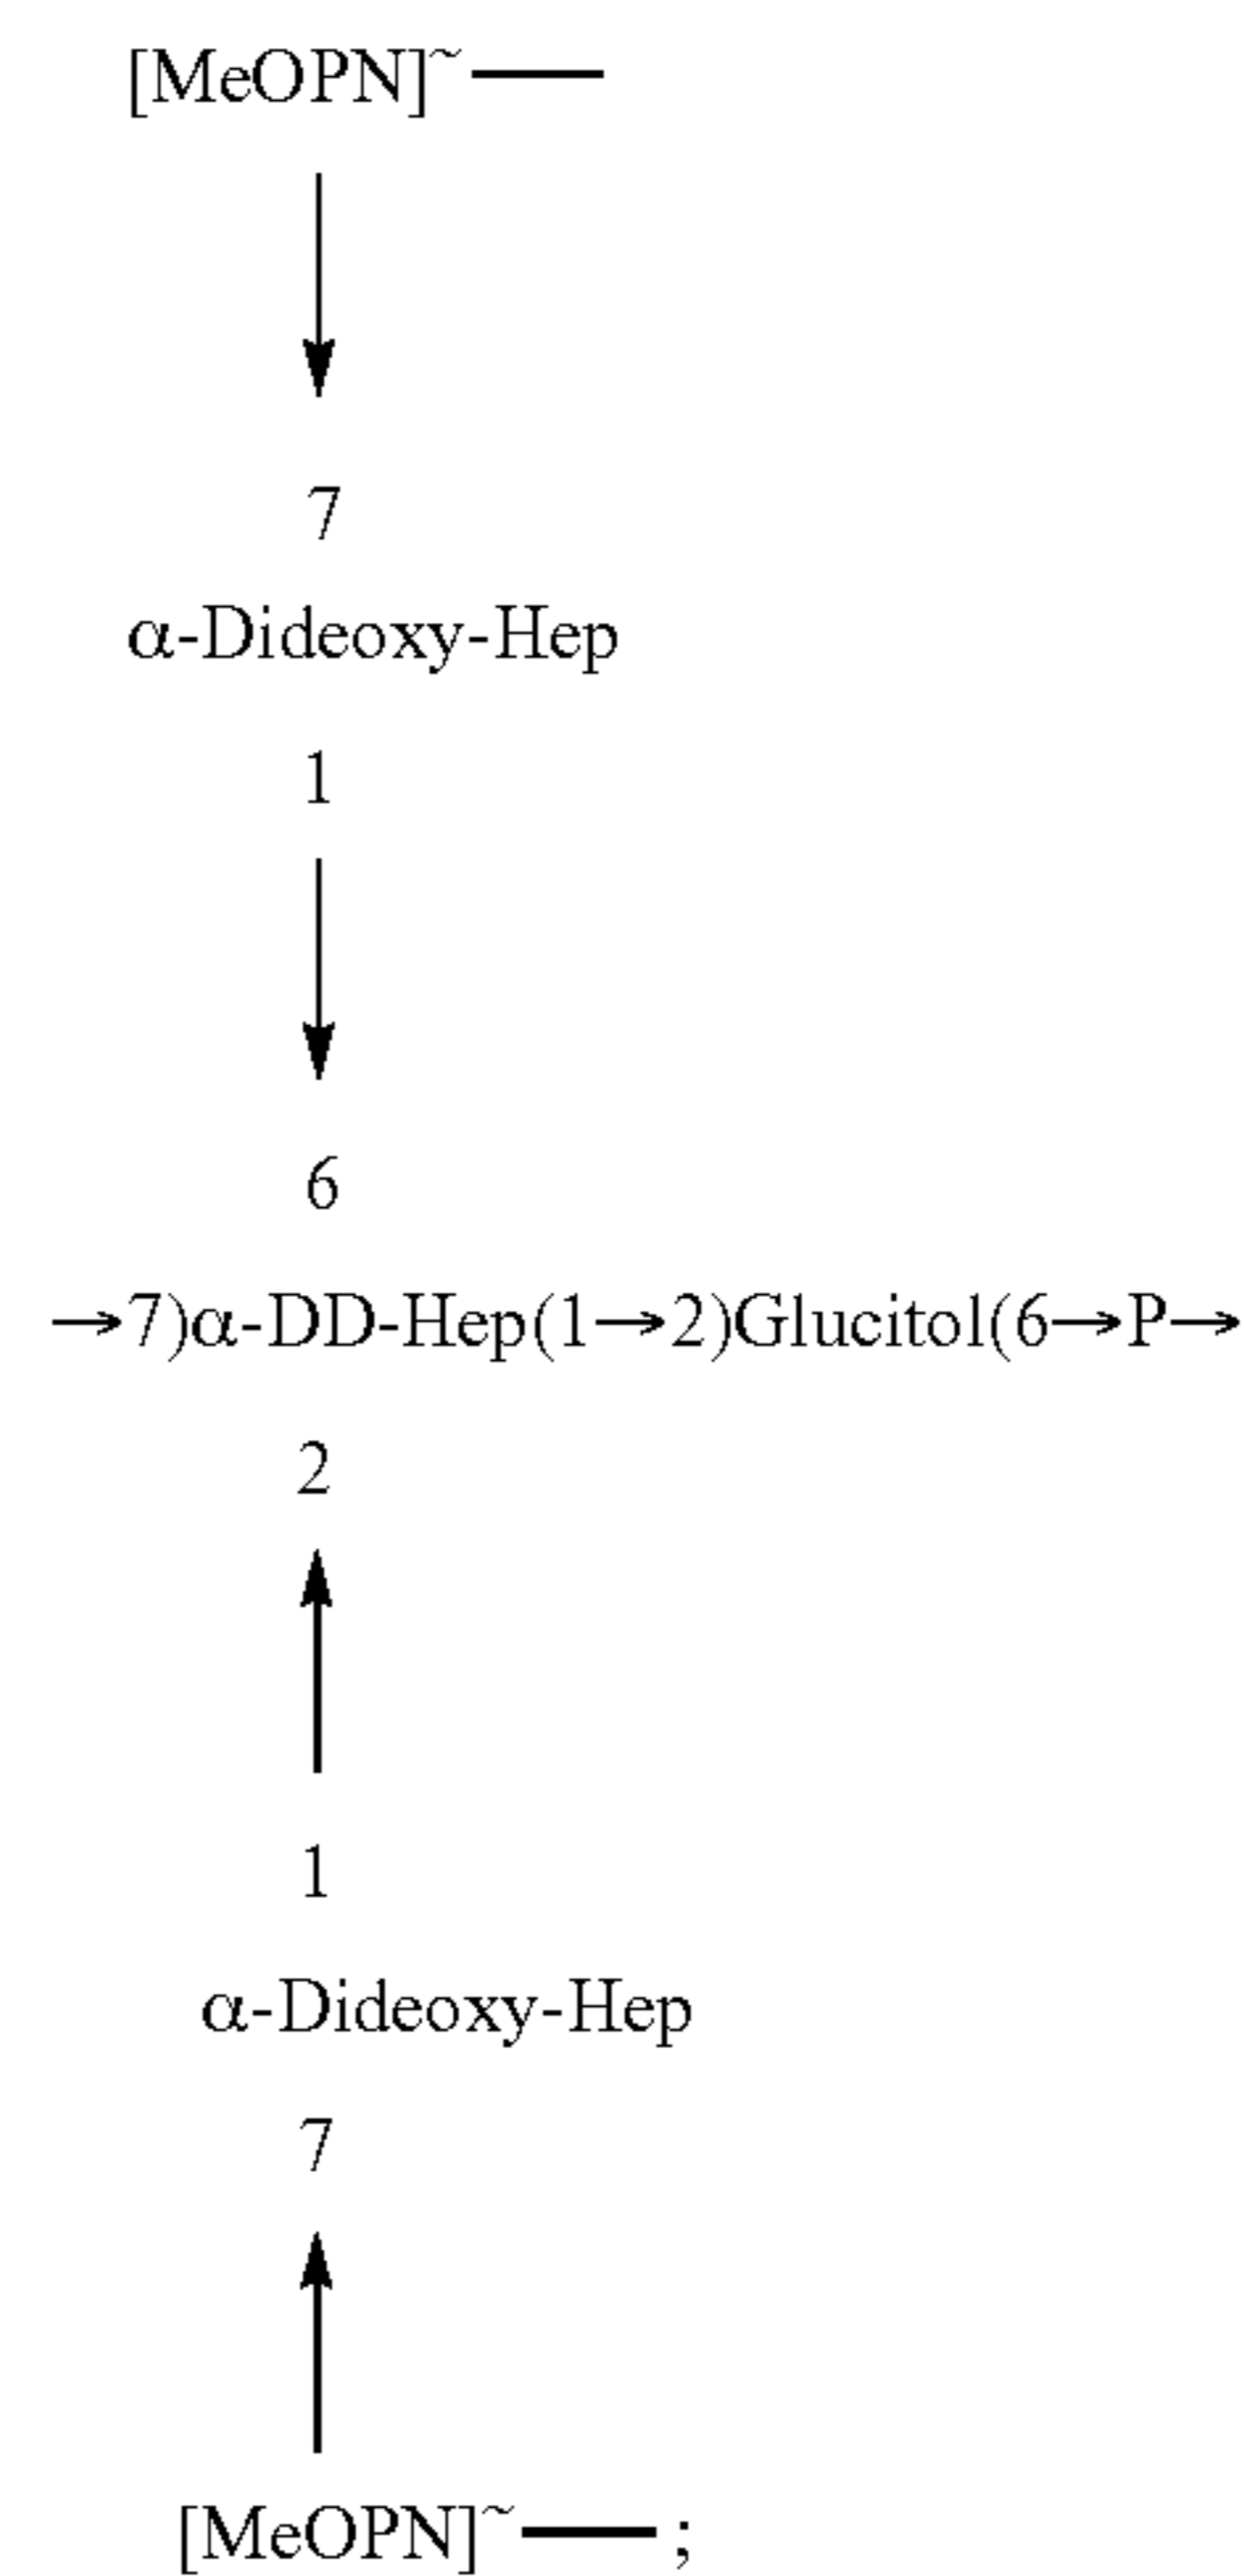 [MeOPN]~
7
α-Dideoxy-Hep
1
6
→7)α-DD-Hep(1→2)Glucitol(6→P→
2
1
α-Dideoxy-Hep
7
[MeOPN]~ ;